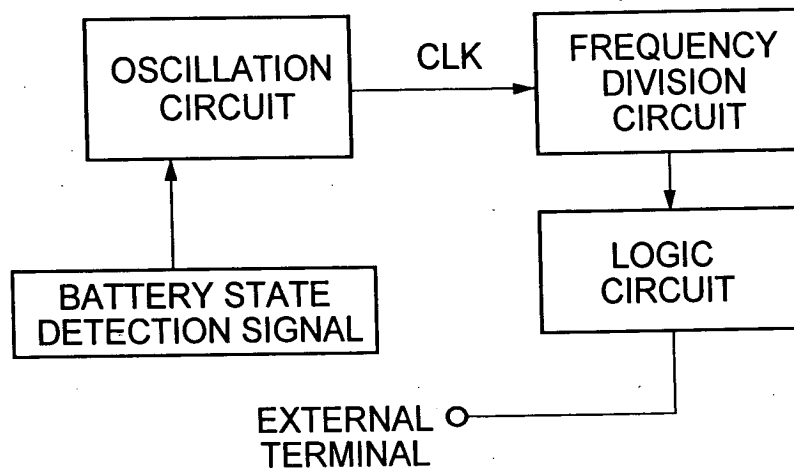 OSCILLATION
CIRCUIT
CLK
FREQUENCY
DIVISION
CIRCUIT
BATTERY STATE
DETECTION SIGNAL
LOGIC
CIRCUIT
EXTERNAL
TERMINAL